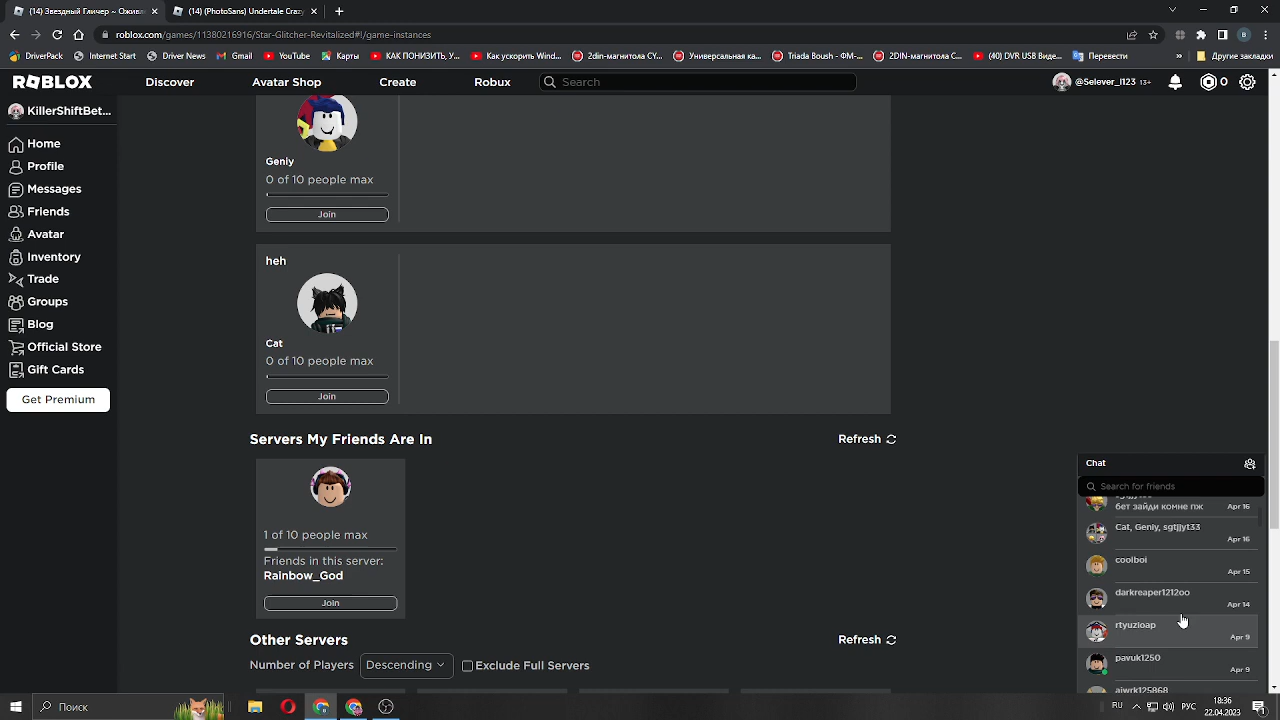 (14) Звездный Гличер - Оживл
(14) (Photosans) Undertale Crazy
roblox.com/games/11380216916/Star-Glitcher-Revitalized#!/game-instances
B
DriverPack
Internet Start
Driver News
Gmail
YouTube
Карты
КАК ПОЧИНИТЬ, У...
Как ускорить Wind...
2din-магнитола CY...
Универсальная ка...
Triada Boush - ФМ-...
2DIN-магнитола С...
(40) DVR USB Виде...
Перевести
»
Другие закладки
ROBLOX
Discover
Avatar Shop
Create
Robux
Search
@Selever_1123 13+
0
KillerShiftBet...
Home
Profile
Messages
Friends
Avatar
Inventory
Trade
Groups
Blog
Official Store
Gift Cards
Get Premium
Geniy
0 of 10 people max
Join
heh
Cat
0 of 10 people max
Join
Servers My Friends Are In
Refresh
1 of 10 people max
Friends in this server:
Rainbow_God
Join
Other Servers
Refresh
Number of Players
Descending
Exclude Full Servers
Chat
Search for friends
бет зайди комне пж
Apr 16
Cat, Geniy, sgtjjyt33
Apr 16
coolboi
Apr 15
darkreaper1212oo
Apr 14
rtyuzioap
Apr 9
pavuk1250
Apr 9
aiwrk125868
Поиск
RU
РУС
18:36
22.04.2023